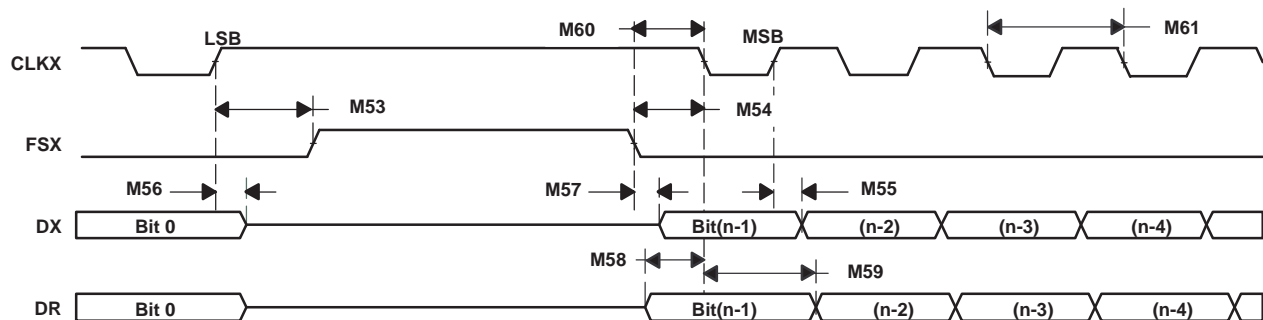 M60
LSB MSB M61
CLKX
M53 M54
FSX
M56 M57 M55
DX Bit 0 Bit(n-1) (n-2) (n-3) (n-4)
M58 M59
DR Bit 0 Bit(n-1) (n-2) (n-3) (n-4)